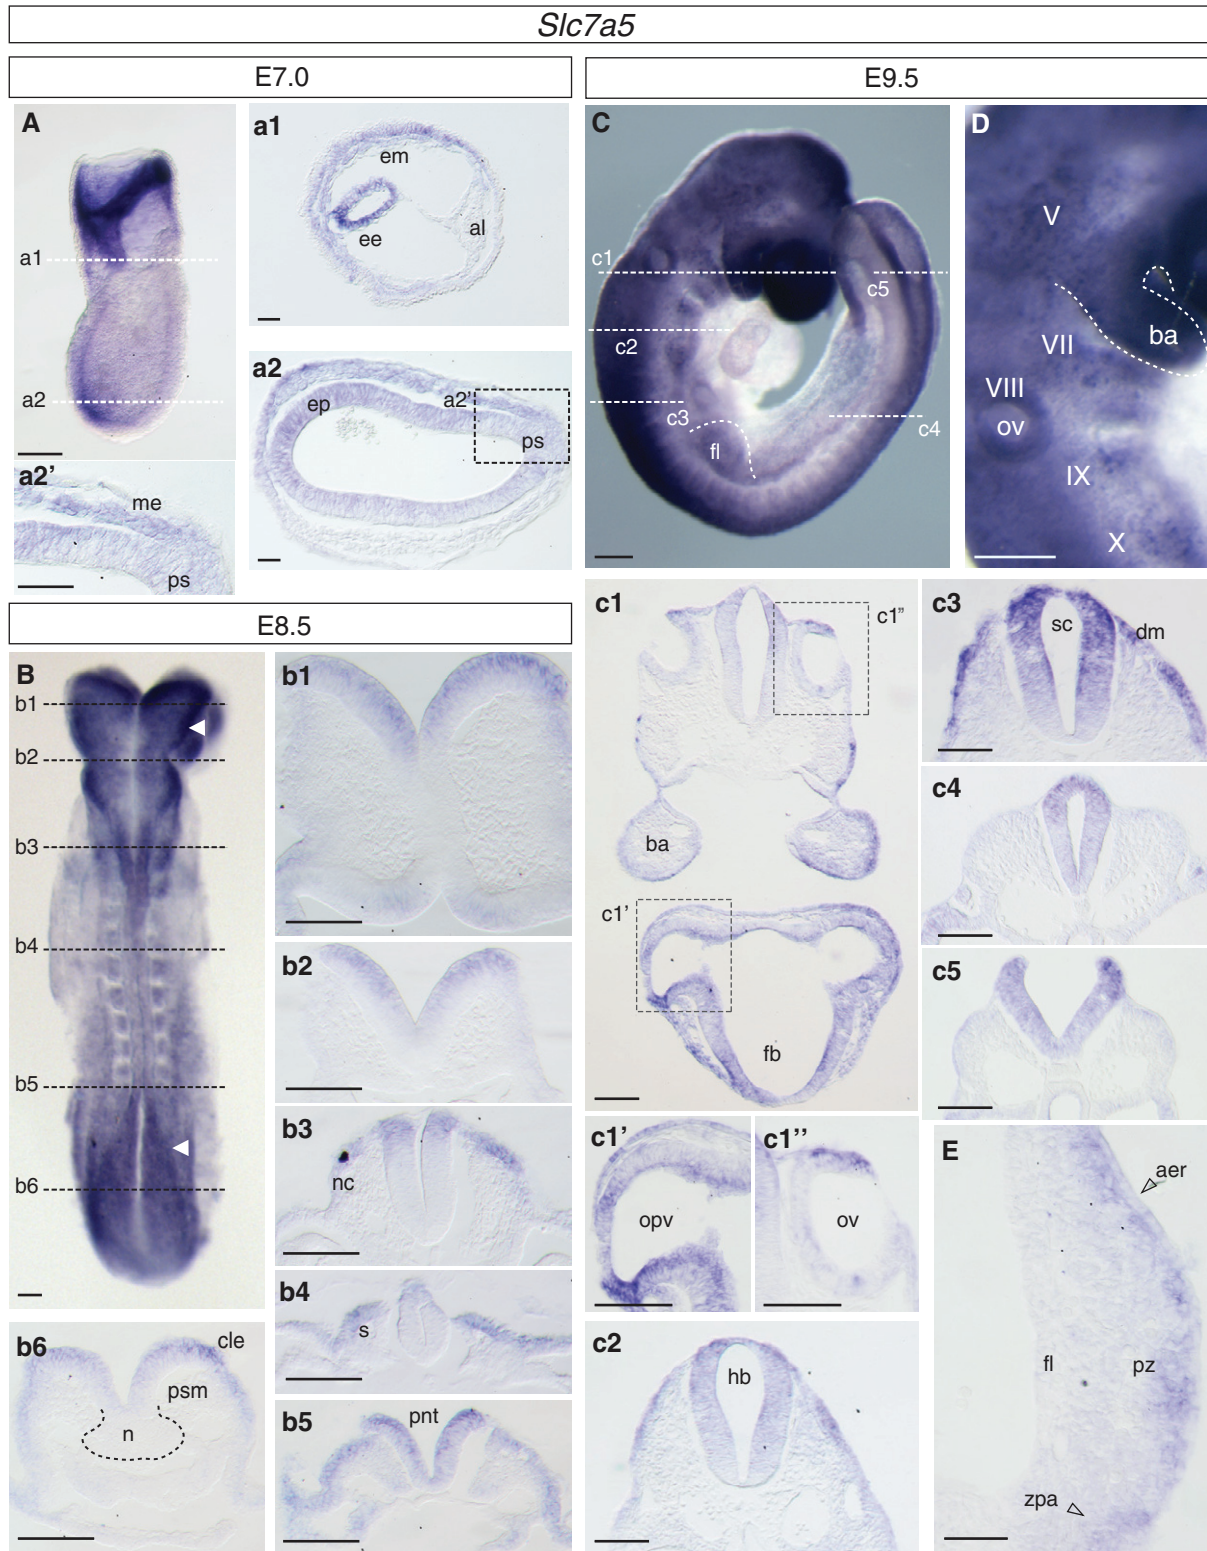 Slc7a5
E7.0
A
a1
a2
a1
em
ee
al
a2
ep
a2'
ps
a2’
me
ps
E8.5
B
b1
b2
b3
b4
b5
b6
b1
b2
b3
nc
b4
s
b5
pnt
b6
cle
psm
n
E9.5
C
c1
c2
c3
c4
c5
fl
D
V
VII
VIII
ov
IX
X
ba
c1
c1"
ba
c1'
fb
c1’
opv
c1’’
ov
c2
hb
c3
sc
dm
c4
c5
E
aer
fl
pz
zpa